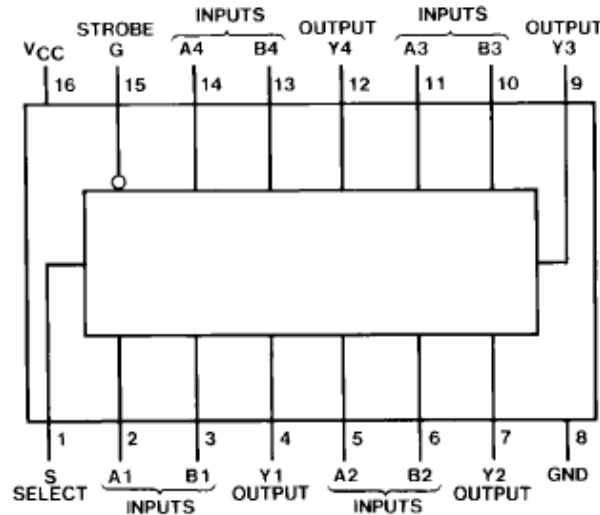 INPUTS INPUTS
STROBE OUTPUT OUTPUT
VCC G A4 B4 Y4 A3 B3 Y3
16 15 14 13 12 11 10 9
1 2 3 4 5 6 7 8
S A1 B1 Y1 A2 B2 Y2 GND
SELECT INPUTS OUTPUT INPUTS OUTPUT